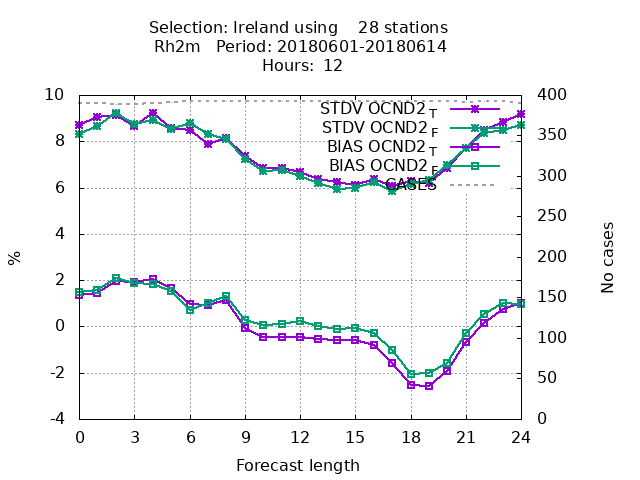 Selection: Ireland using 28 stations
Rh2m Period: 20180601-20180614
Hours: 12
10
8
6
4
2
0
-2
-4
%
400
350
300
250
200
150
100
50
0
No cases
STDV OCND2 T
STDV OCND2 F
BIAS OCND2 T
BIAS OCND2 F
CASES
0 3 6 9 12 15 18 21 24
Forecast length